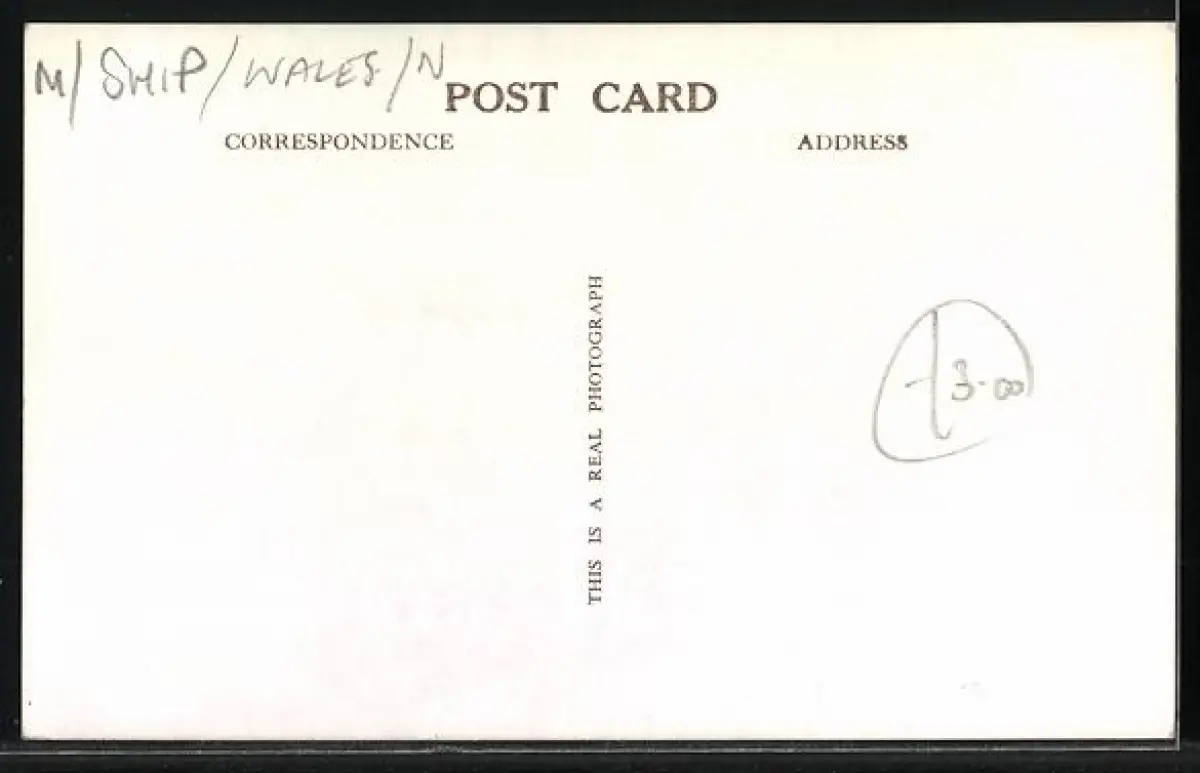 M/SHIP/WALES/N
POST CARD
CORRESPONDENCE
ADDRESS
THIS IS A REAL PHOTOGRAPH
3-00